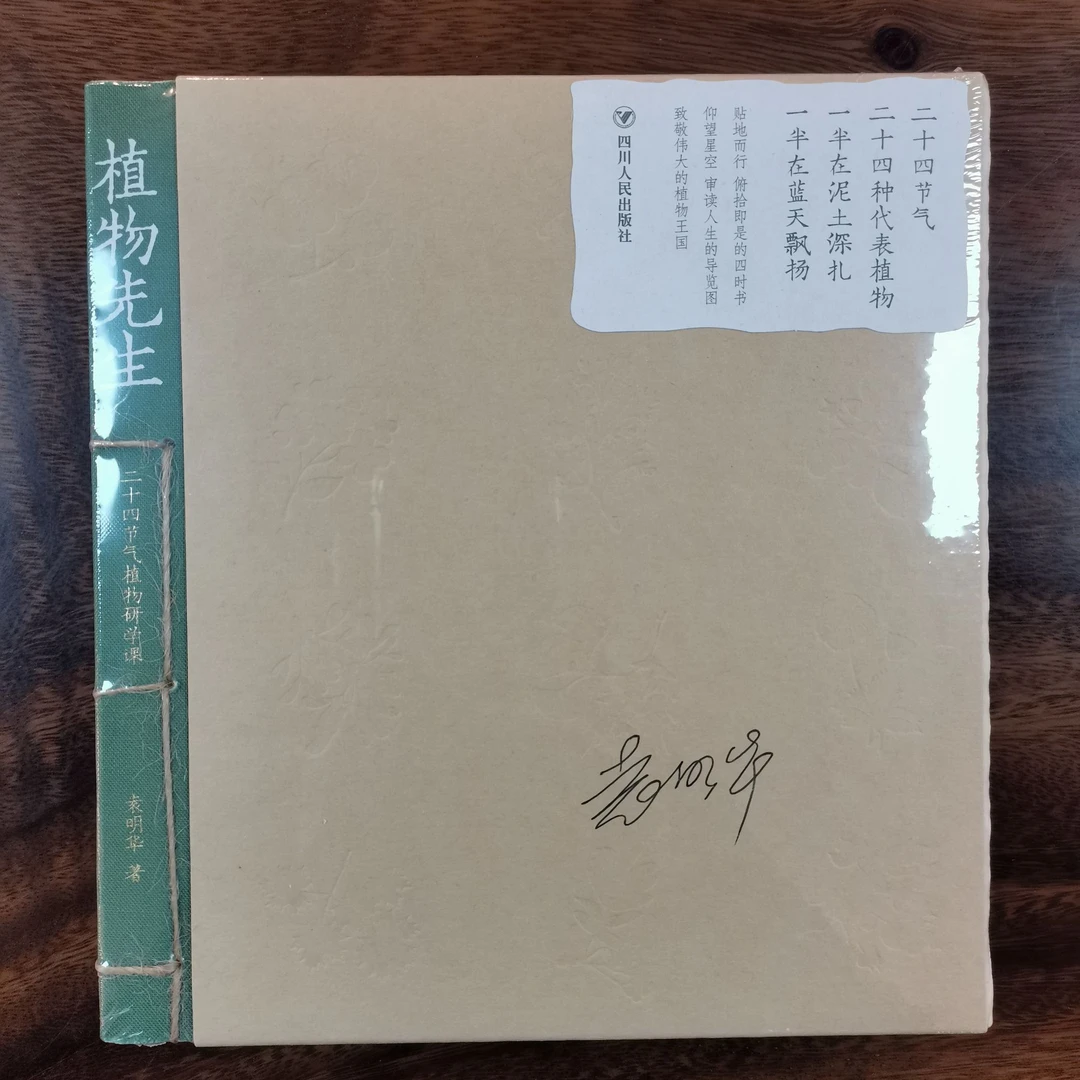 植物先生
二十四节气植物研学课
袁明华 著
二十四节气
二十四种代表植物
一半在泥土深扎
一半在蓝天飘扬
贴地而行 俯拾即是的四时书
仰望星空 审读人生的导览图
致敬伟大的植物王国
四川人民出版社
袁明华